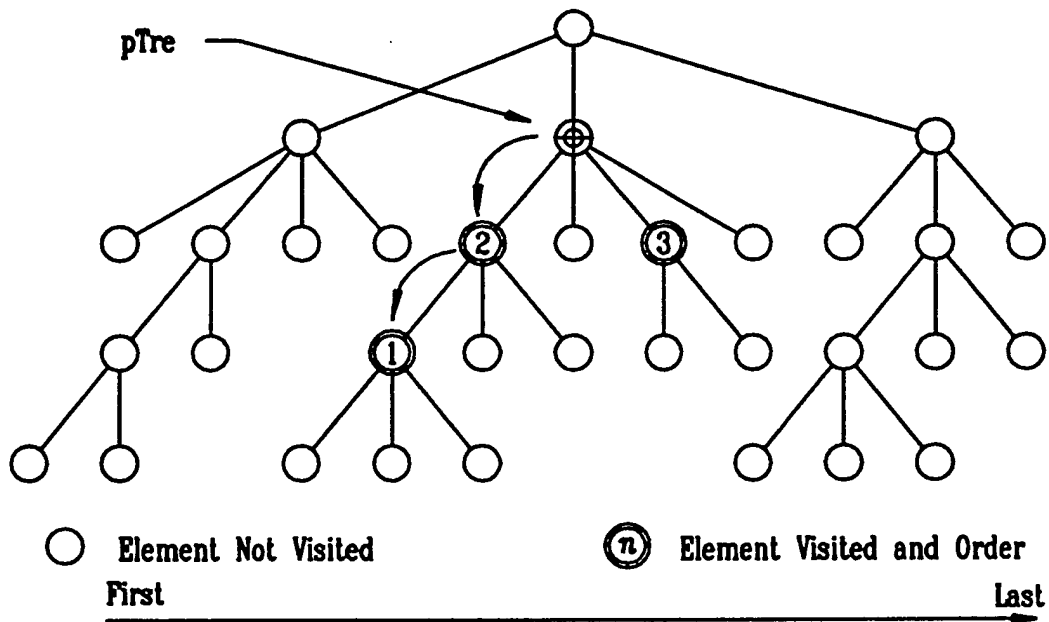 pTre
2
3
1
Element Not Visited
n Element Visited and Order
First
Last